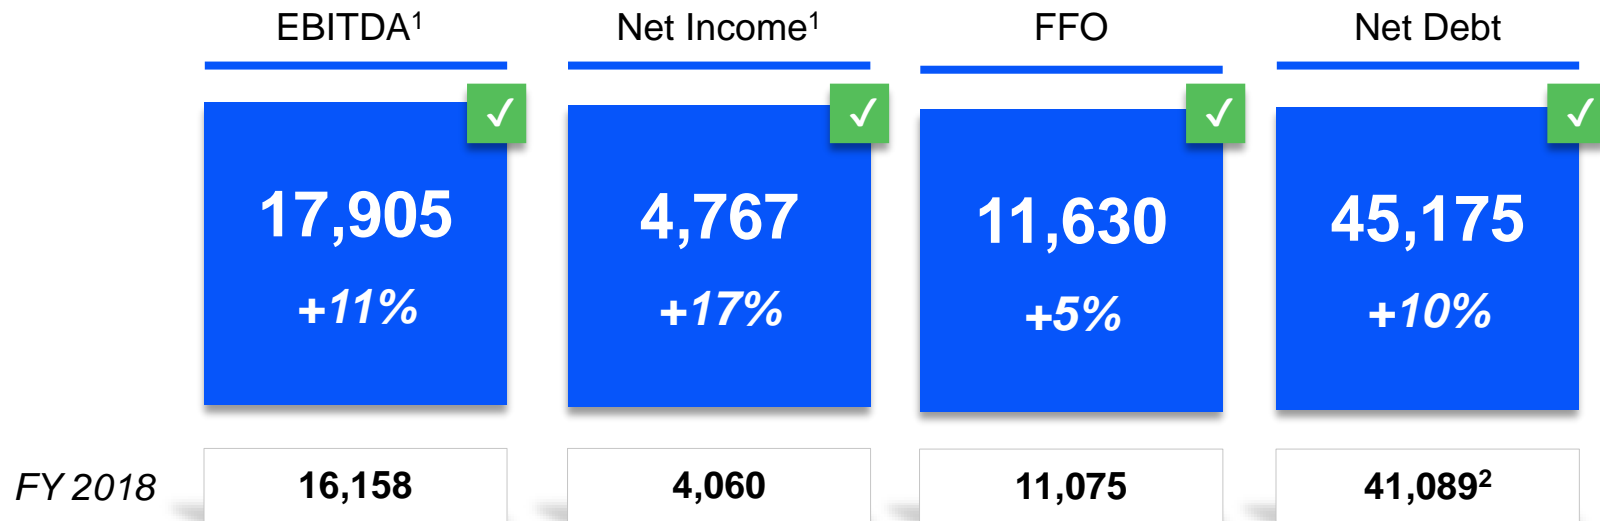 EBITDA¹ Net Income¹ FFO Net Debt
✓ ✓ ✓ ✓
17,905 4,767 11,630 45,175
+11% +17% +5% +10%
FY 2018 16,158 4,060 11,075 41,089²